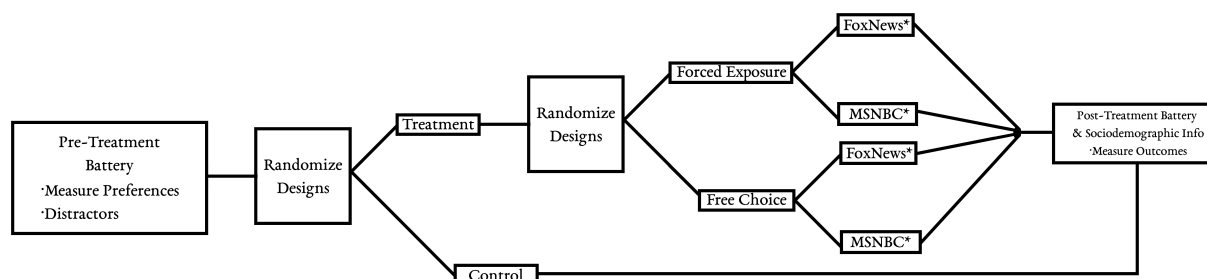 Pre-Treatment
Battery
·Measure Preferences
·Distractors
Randomize
Designs
Treatment
Control
Randomize
Designs
Forced Exposure
Free Choice
FoxNews*
MSNBC*
FoxNews*
MSNBC*
Post-Treatment Battery
& Sociodemographic Info
·Measure Outcomes